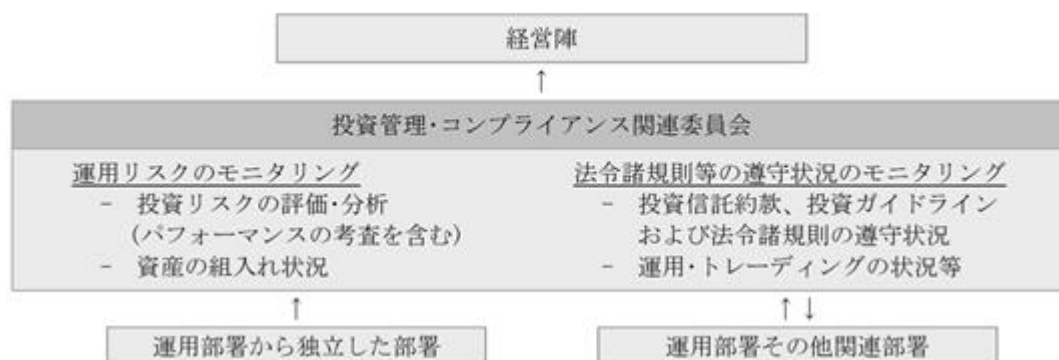 経営陣
↑
投資管理･コンプライアンス関連委員会
運用リスクのモニタリング
− 投資リスクの評価･分析
(パフォーマンスの考査を含む)
− 資産の組入れ状況
法令諸規則等の遵守状況のモニタリング
− 投資信託約款、投資ガイドライン
および法令諸規則の遵守状況
− 運用･トレーディングの状況等
↑
↑↓
運用部署から独立した部署
運用部署その他関連部署